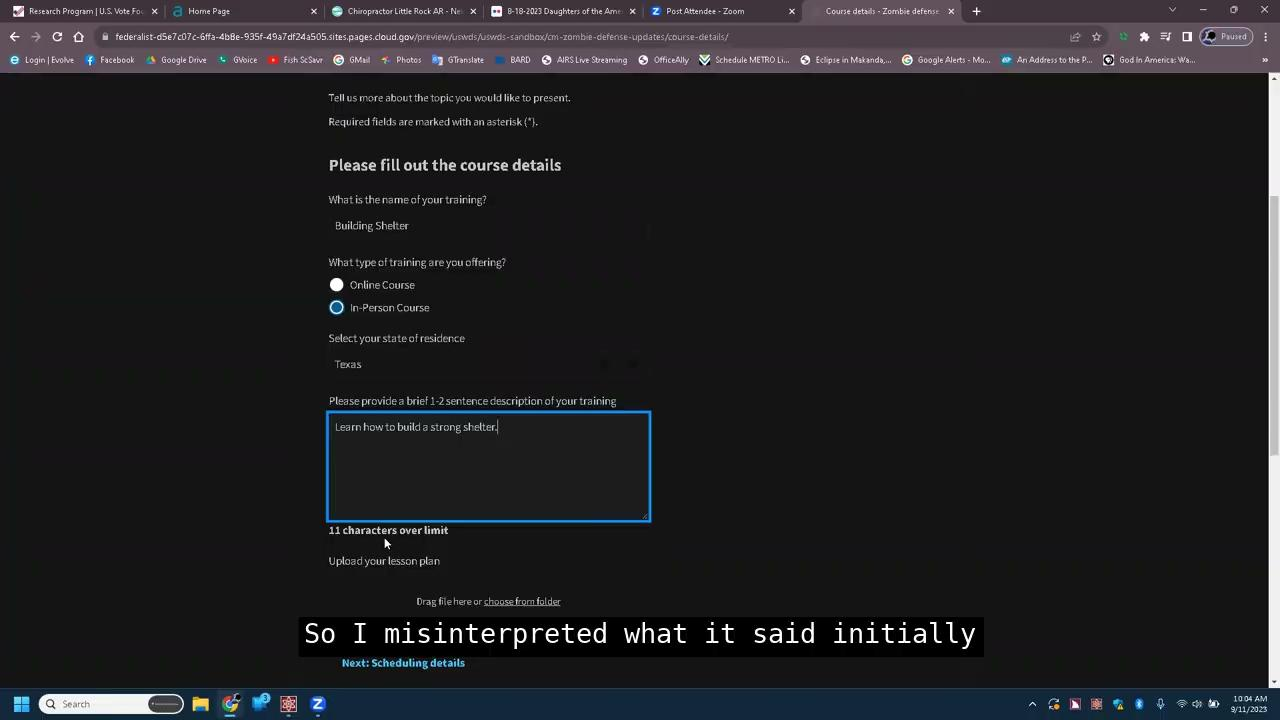 Research Program | U.S. Vote Fou
Home Page
Chiropractor Little Rock AR - Ne
8-18-2023 Daughters of the Ame
Post Attendee - Zoom
Course details - Zombie defense
federalist-d5e7c07c-6ffa-4b8e-935f-49a7df24a505.sites.pages.cloud.gov/preview/uswds/uswds-sandbox/cm-zombie-defense-updates/course-details/
Paused
Login | Evolve
Facebook
Google Drive
GVoice
Fish ScSavr
GMail
Photos
GTranslate
BARD
AIRS Live Streaming
OfficeAlly
Schedule METRO Li...
Eclipse in Makanda,...
Google Alerts - Mo...
An Address to the P...
God In America: Wa...
Tell us more about the topic you would like to present.
Required fields are marked with an asterisk (*).
Please fill out the course details
What is the name of your training?
Building Shelter
What type of training are you offering?
Online Course
In-Person Course
Select your state of residence
Texas
Please provide a brief 1-2 sentence description of your training
Learn how to build a strong shelter.
11 characters over limit
Upload your lesson plan
Drag file here or choose from folder
So I misinterpreted what it said initially
Next: Scheduling details
Search
3
10:04 AM
9/11/2023